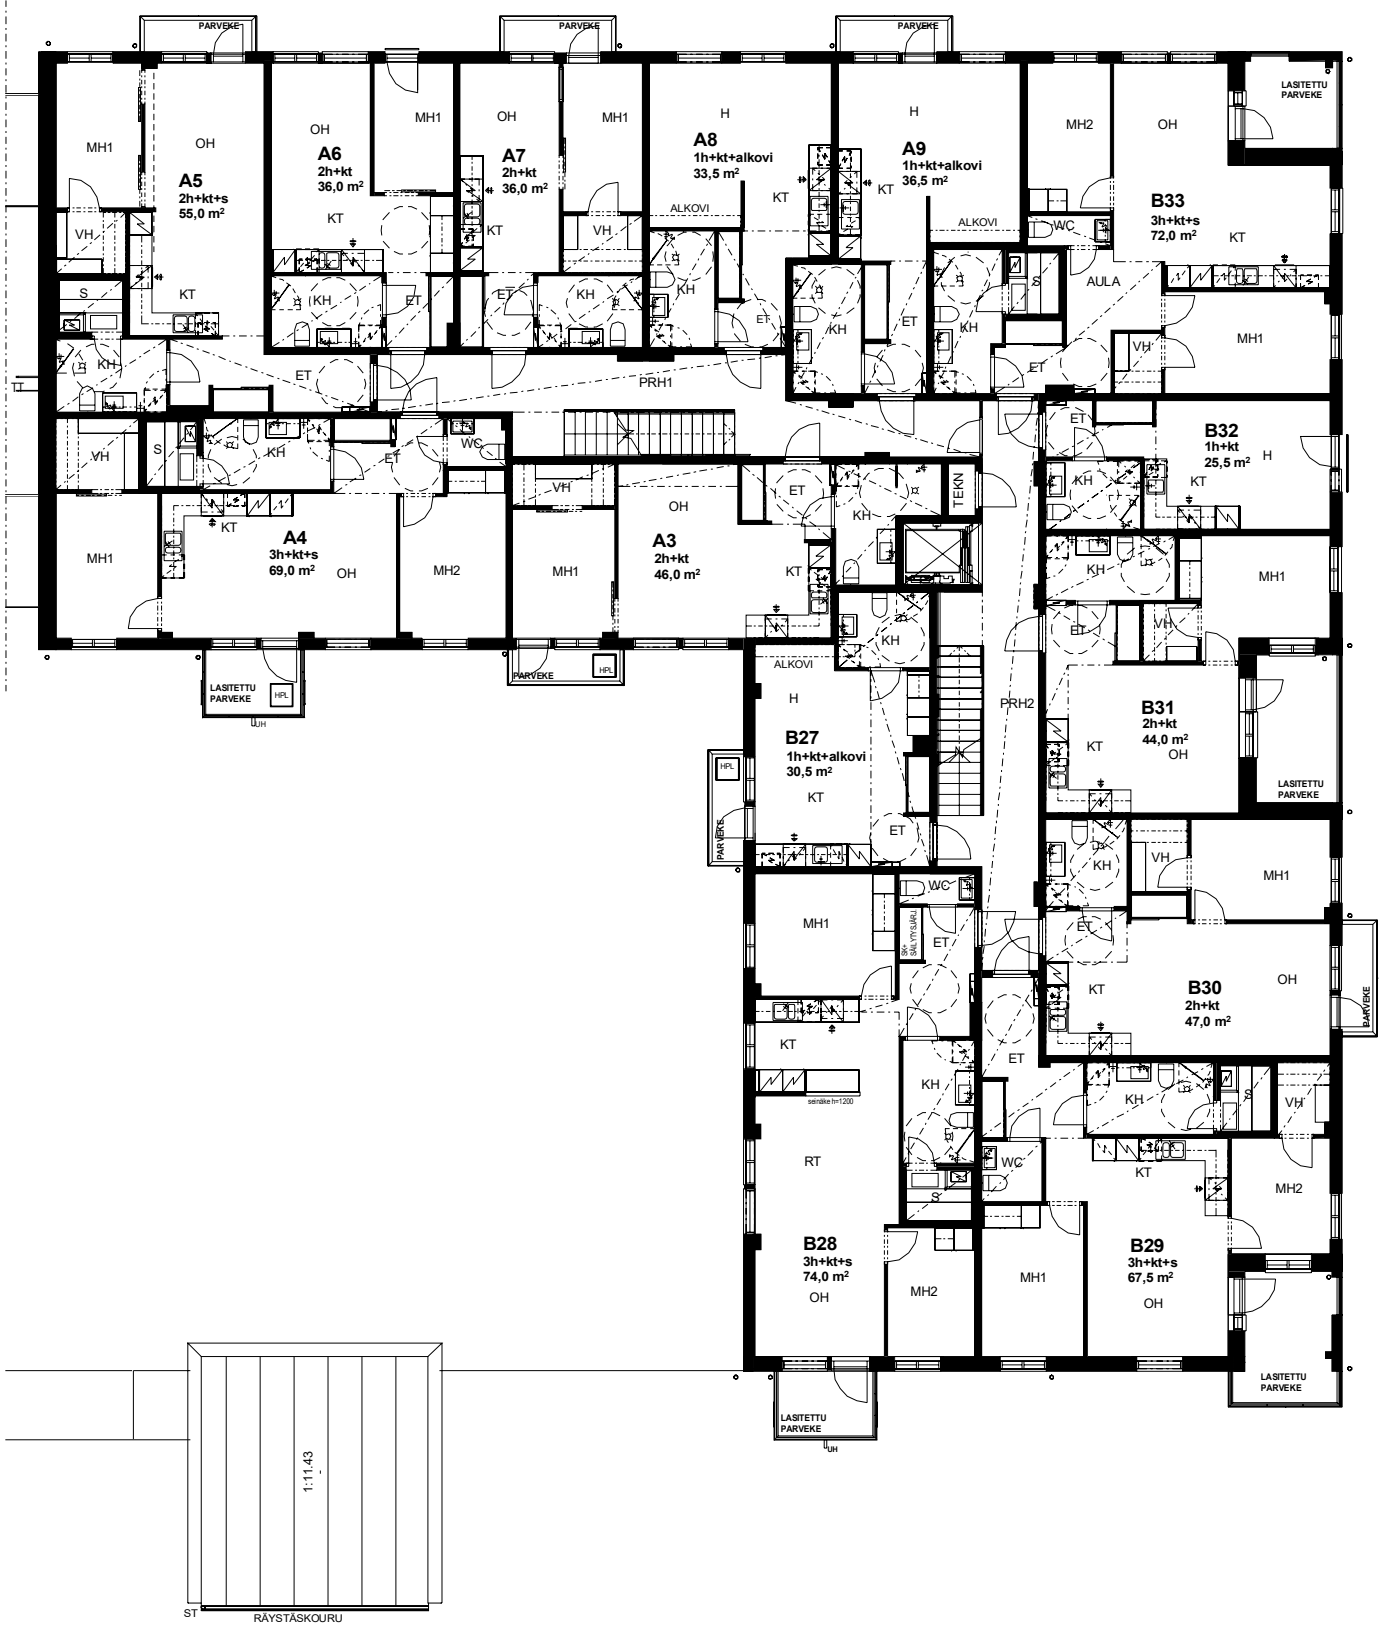 PARVEKE
PARVEKE
PARVEKE
LASITETTU
PARVEKE
MH1
OH
A5
2h+kt+s
55,0 m²
VH
S
KT
KH
ET
OH
A6
2h+kt
36,0 m²
KT
MH1
KH
ET
OH
A7
2h+kt
36,0 m²
KT
MH1
VH
ET
KH
H
A8
1h+kt+alkovi
33,5 m²
ALKOVI
KT
KH
ET
H
A9
1h+kt+alkovi
36,5 m²
KT
ALKOVI
KH
ET
MH2
OH
B33
3h+kt+s
72,0 m²
WC
KT
S
AULA
KH
MH1
VH
ET
PRH1
VH
S
KH
ET
WC
MH1
KT
A4
3h+kt+s
69,0 m²
OH
MH2
LASITETTU
PARVEKE
HPL
UH
VH
MH1
OH
A3
2h+kt
46,0 m²
KT
ET
KH
TEKN
PARVEKE
HPL
ET
B32
1h+kt
25,5 m²
H
KT
KH
KH
MH1
VH
ET
B31
2h+kt
44,0 m²
KT
OH
LASITETTU
PARVEKE
KH
ALKOVI
H
B27
1h+kt+alkovi
30,5 m²
KT
ET
HPL
PARVEKE
PRH2
KH
VH
MH1
ET
B30
2h+kt
47,0 m²
KT
OH
PARVEKE
WC
MH1
SK+
SÄILYTYSJÄRJ.
ET
KT
seinäke h=1200
KH
RT
S
B28
3h+kt+s
74,0 m²
OH
MH2
LASITETTU
PARVEKE
UH
ET
KH
S
VH
WC
KT
MH2
MH1
B29
3h+kt+s
67,5 m²
OH
LASITETTU
PARVEKE
1:11.43
ST
RÄYSTÄSKOURU